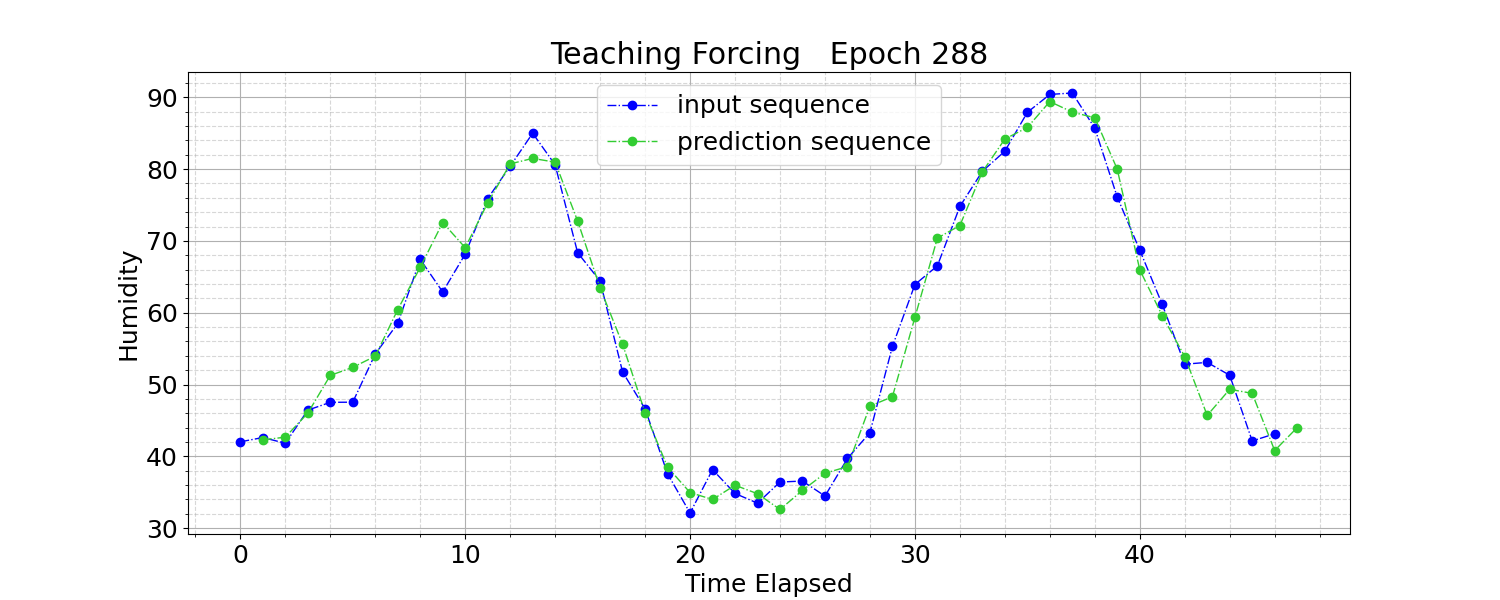 Teaching Forcing   Epoch 288
input sequence
prediction sequence
Humidity
90
80
70
60
50
40
30
0 10 20 30 40
Time Elapsed